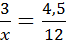 3/x = 4,5/12